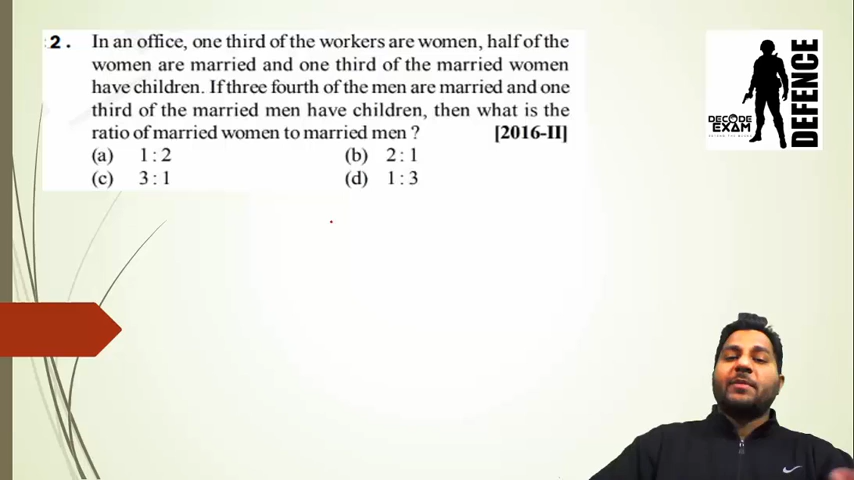 2. In an office, one third of the workers are women, half of the
women are married and one third of the married women
have children. If three fourth of the men are married and one
third of the married men have children, then what is the
ratio of married women to married men ? [2016-II]
(a) 1 : 2 (b) 2 : 1
(c) 3 : 1 (d) 1 : 3
DECODE
EXAM
DEFENCE